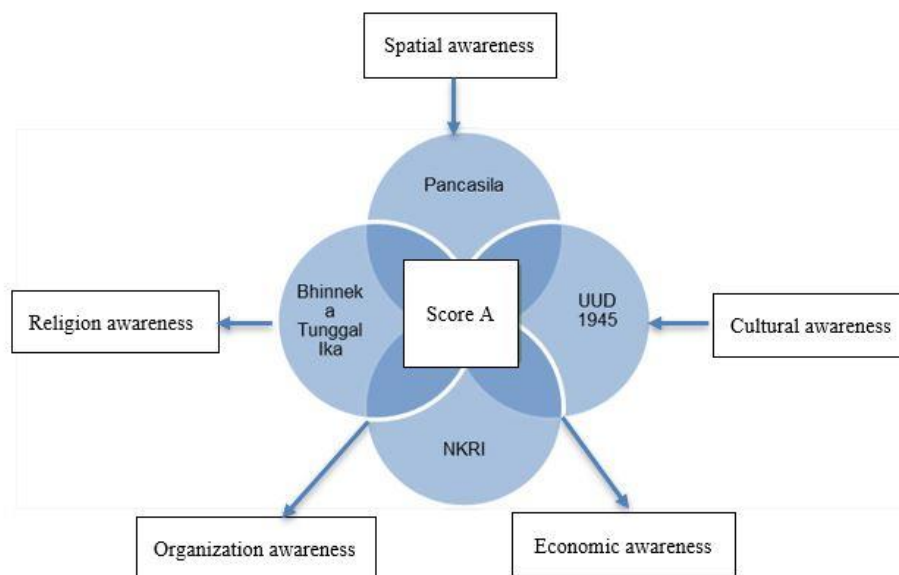 Spatial awareness
Pancasila
Bhinnek
a
Tunggal
Ika
Score A
UUD
1945
Religion awareness
Cultural awareness
NKRI
Organization awareness
Economic awareness